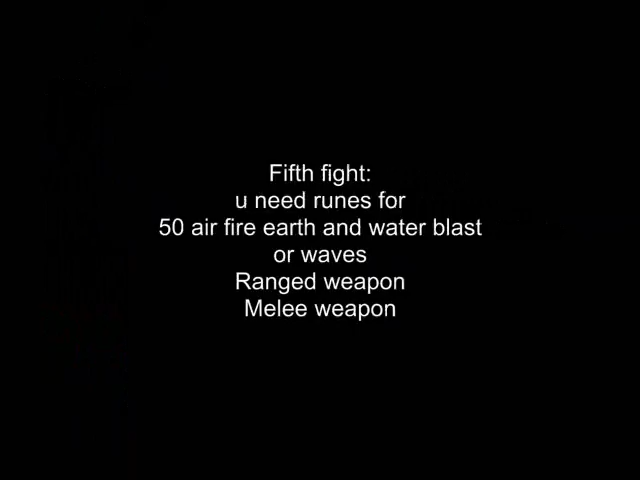 Fifth fight:
u need runes for
50 air fire earth and water blast
or waves
Ranged weapon
Melee weapon